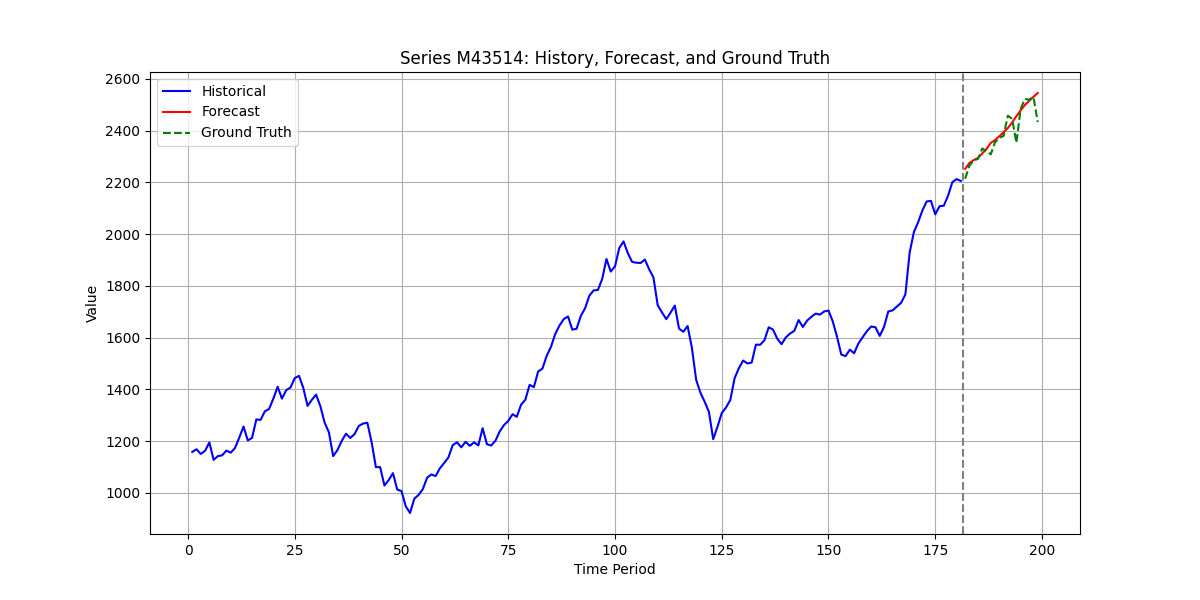 Series M43514: History, Forecast, and Ground Truth
Historical
Forecast
Ground Truth
2600
2400
2200
2000
1800
1600
1400
1200
1000
Value
0 25 50 75 100 125 150 175 200
Time Period